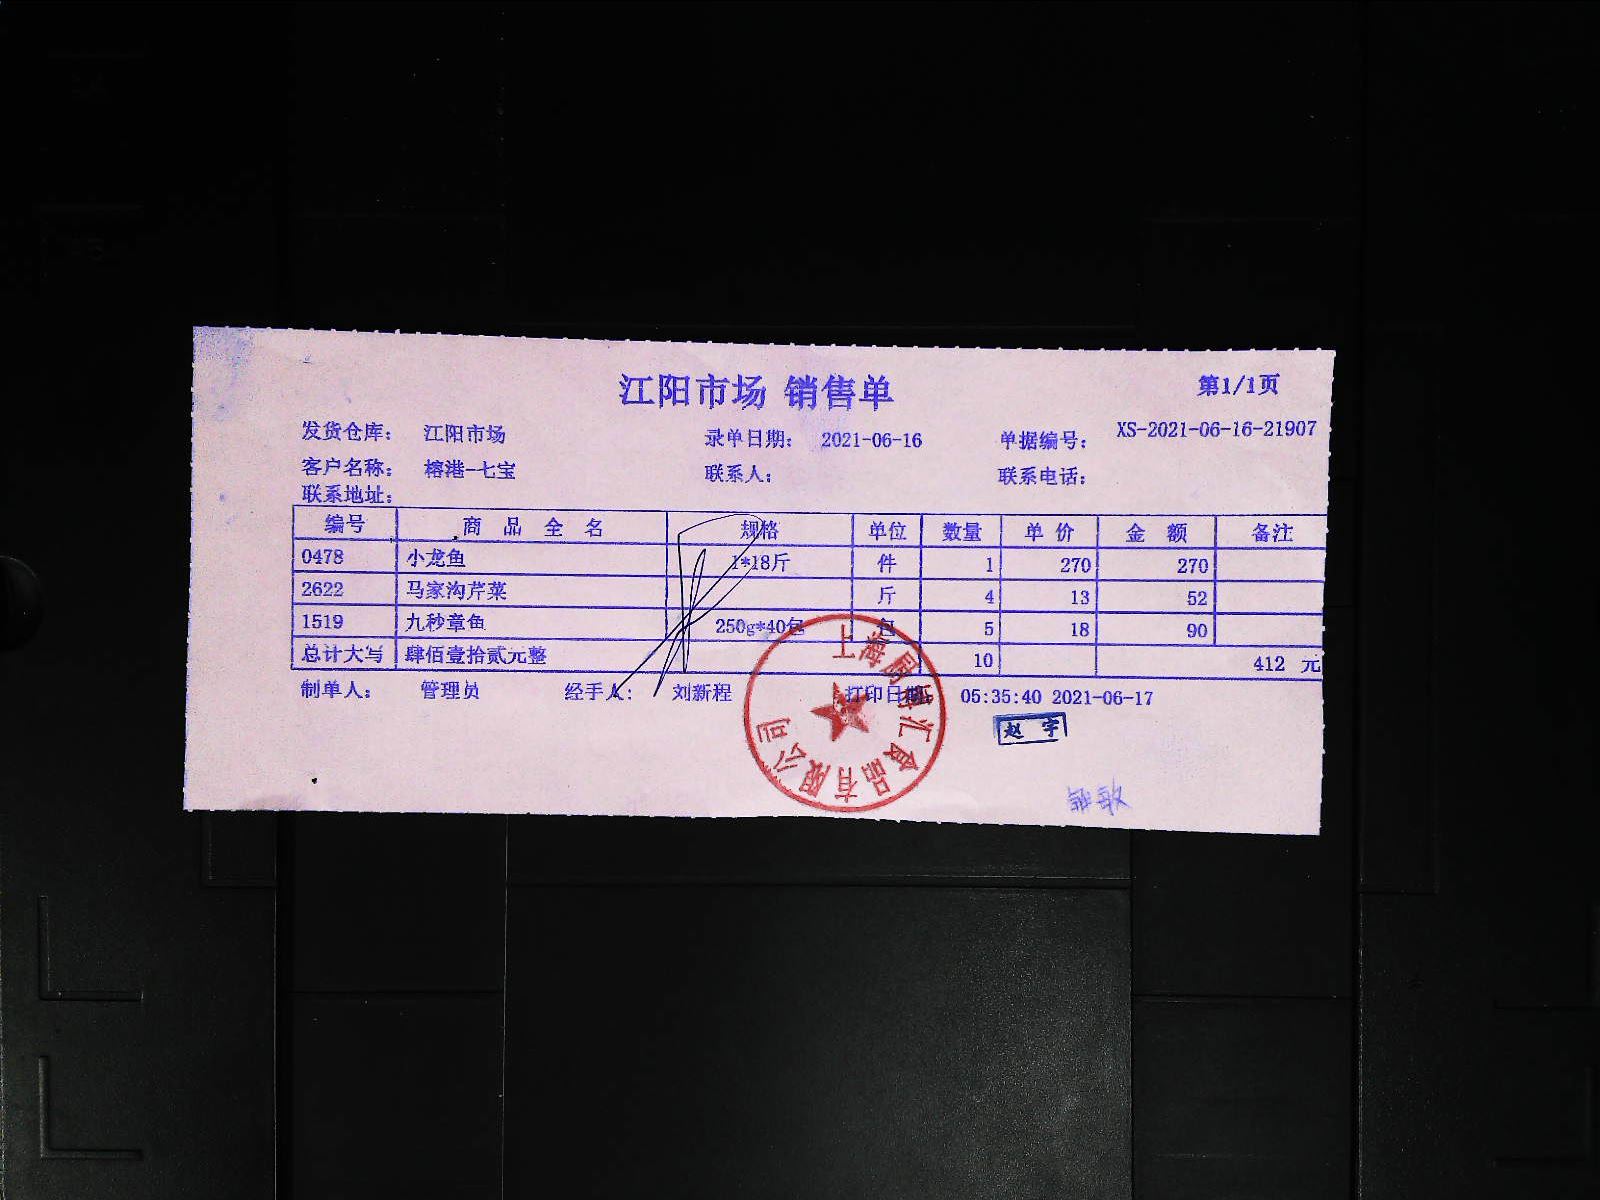 江阳市场 销售单
第1/1页
发货仓库： 江阳市场 录单日期： 2021-06-16 单据编号： XS-2021-06-16-21907
客户名称： 榕港-七宝 联系人： 联系电话：
联系地址：
编号 商品全名 规格 单位 数量 单价 金额 备注
0478 小龙鱼 1*18斤 件 1 270 270
2622 马家沟芹菜 斤 4 13 52
1519 九秒章鱼 250g*40包 包 5 18 90
总计大写 肆佰壹拾贰元整 10 412 元
制单人： 管理员 经手人： 刘新程 打印日期： 05:35:40 2021-06-17
赵宇
食品有限公司